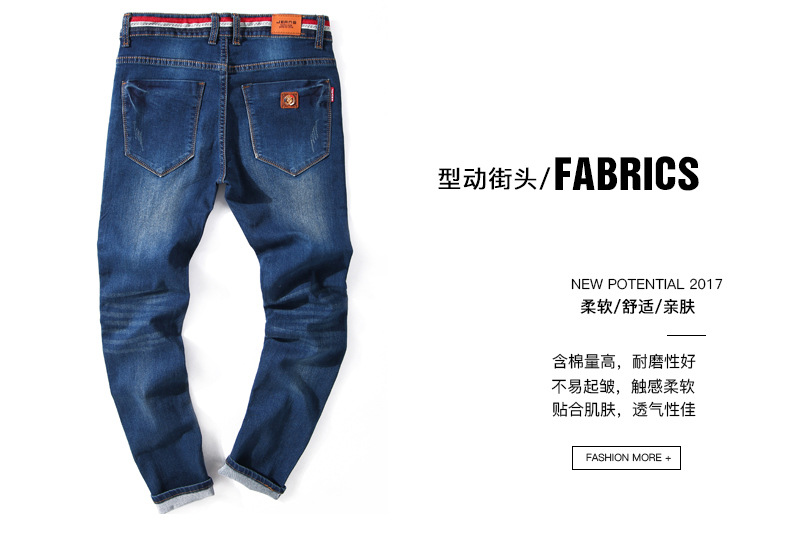 JEANS
型动街头/FABRICS
NEW POTENTIAL 2017
柔软/舒适/亲肤
含棉量高，耐磨性好
不易起皱，触感柔软
贴合肌肤，透气性佳
FASHION MORE +